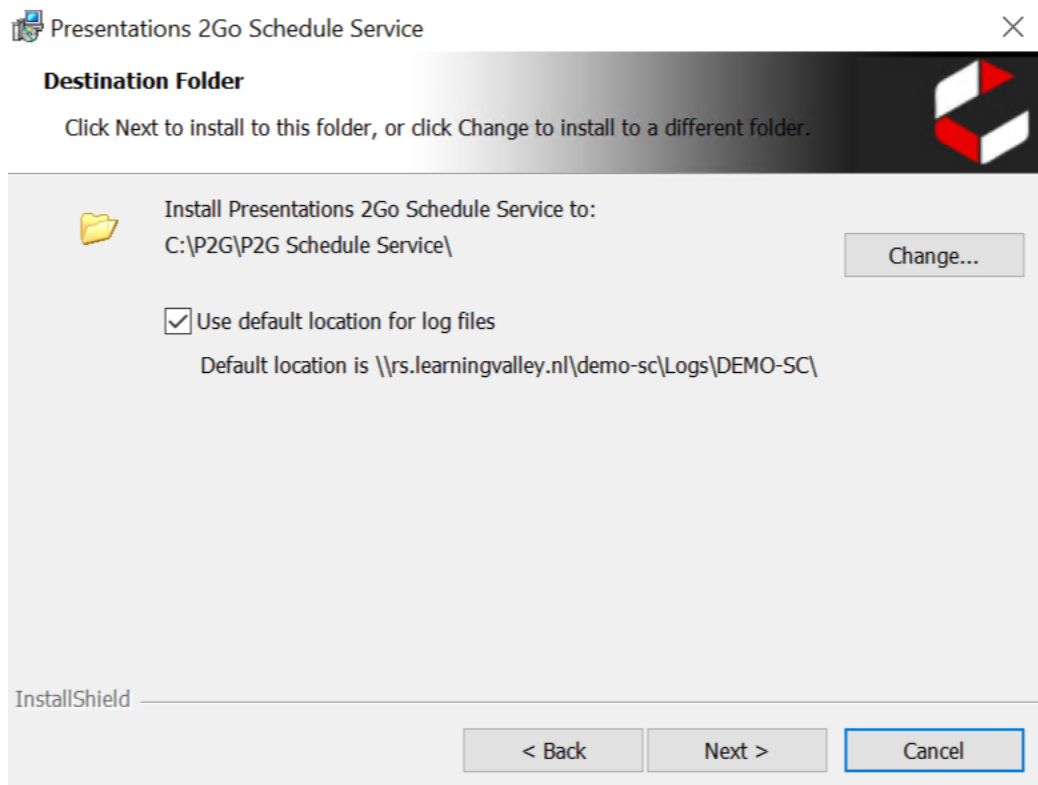 Presentations 2Go Schedule Service
Destination Folder
Click Next to install to this folder, or click Change to install to a different folder.
Install Presentations 2Go Schedule Service to:
C:\P2G\P2G Schedule Service\
Change...
Use default location for log files
Default location is \\rs.learningvalley.nl\demo-sc\Logs\DEMO-SC\
InstallShield
< Back
Next >
Cancel